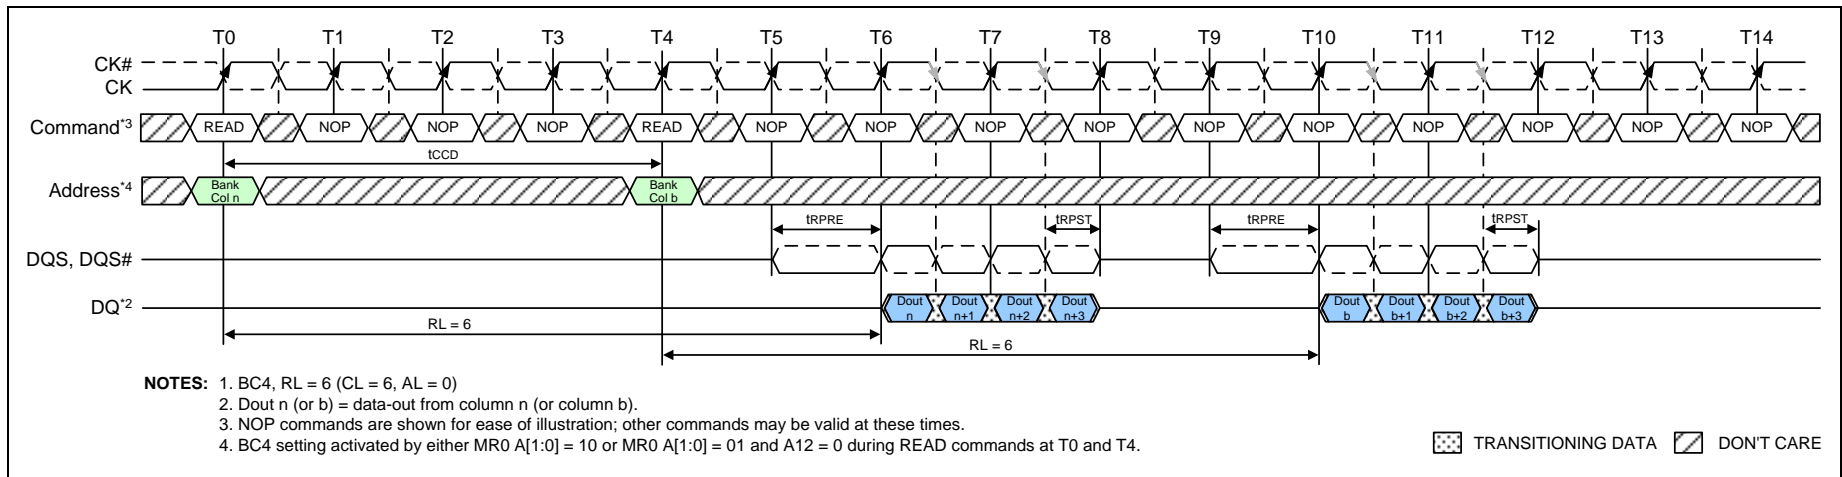 T0 T1 T2 T3 T4 T5 T6 T7 T8 T9 T10 T11 T12 T13 T14
CK#
CK
Command*3 READ NOP NOP NOP READ NOP NOP NOP NOP NOP NOP NOP NOP NOP NOP
tCCD
Address*4 Bank Col n Bank Col b
tRPRE tRPST tRPRE tRPST
DQS, DQS#
DQ*2 Dout n Dout n+1 Dout n+2 Dout n+3 Dout b Dout b+1 Dout b+2 Dout b+3
RL = 6
RL = 6
NOTES: 1. BC4, RL = 6 (CL = 6, AL = 0)
2. Dout n (or b) = data-out from column n (or column b).
3. NOP commands are shown for ease of illustration; other commands may be valid at these times.
4. BC4 setting activated by either MR0 A[1:0] = 10 or MR0 A[1:0] = 01 and A12 = 0 during READ commands at T0 and T4.
TRANSITIONING DATA DON'T CARE